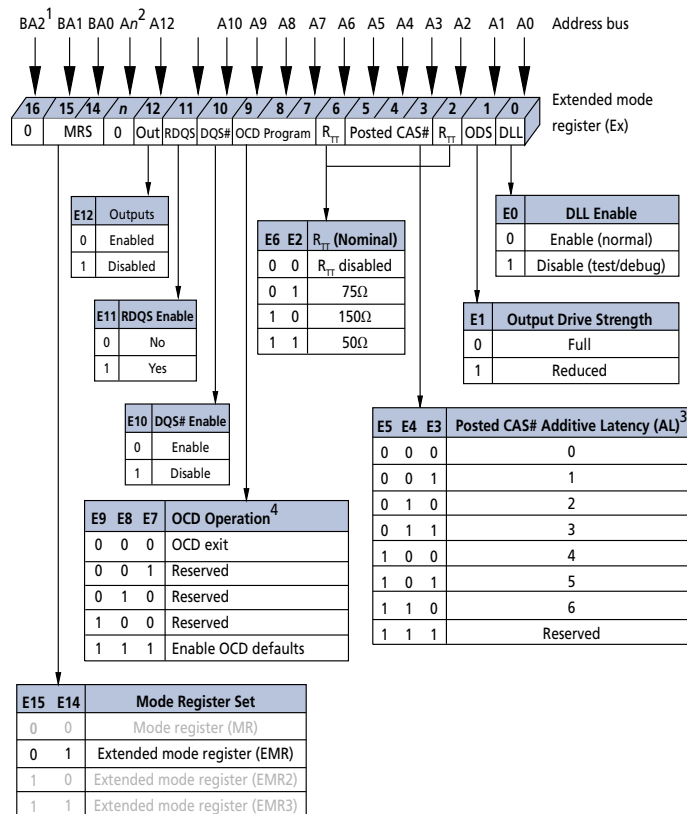 BA2¹ BA1 BA0 An² A12 A10 A9 A8 A7 A6 A5 A4 A3 A2 A1 A0 Address bus
16 15 14 n 12 11 10 9 8 7 6 5 4 3 2 1 0
Extended mode
register (Ex)
0 MRS 0 Out RDQS DQS# OCD Program RTT Posted CAS# RTT ODS DLL
E12 Outputs
0 Enabled
1 Disabled
E11 RDQS Enable
0 No
1 Yes
E10 DQS# Enable
0 Enable
1 Disable
E9 E8 E7 OCD Operation⁴
0 0 0 OCD exit
0 0 1 Reserved
0 1 0 Reserved
1 0 0 Reserved
1 1 1 Enable OCD defaults
E15 E14 Mode Register Set
0 0 Mode register (MR)
0 1 Extended mode register (EMR)
1 0 Extended mode register (EMR2)
1 1 Extended mode register (EMR3)
E6 E2 RTT (Nominal)
0 0 RTT disabled
0 1 75Ω
1 0 150Ω
1 1 50Ω
E0 DLL Enable
0 Enable (normal)
1 Disable (test/debug)
E1 Output Drive Strength
0 Full
1 Reduced
E5 E4 E3 Posted CAS# Additive Latency (AL)³
0 0 0 0
0 0 1 1
0 1 0 2
0 1 1 3
1 0 0 4
1 0 1 5
1 1 0 6
1 1 1 Reserved